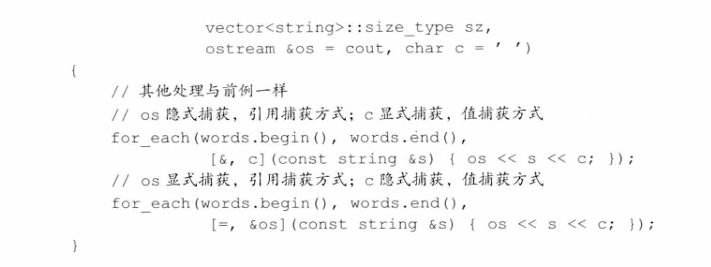 vector<string>::size_type sz,
ostream &os = cout, char c = ' ')
{
// 其他处理与前例一样
// os 隐式捕获，引用捕获方式；c 显式捕获，值捕获方式
for_each(words.begin(), words.end(),
[&, c](const string &s) { os << s << c; });
// os 显式捕获，引用捕获方式；c 隐式捕获，值捕获方式
for_each(words.begin(), words.end(),
[=, &os](const string &s) { os << s << c; });
}